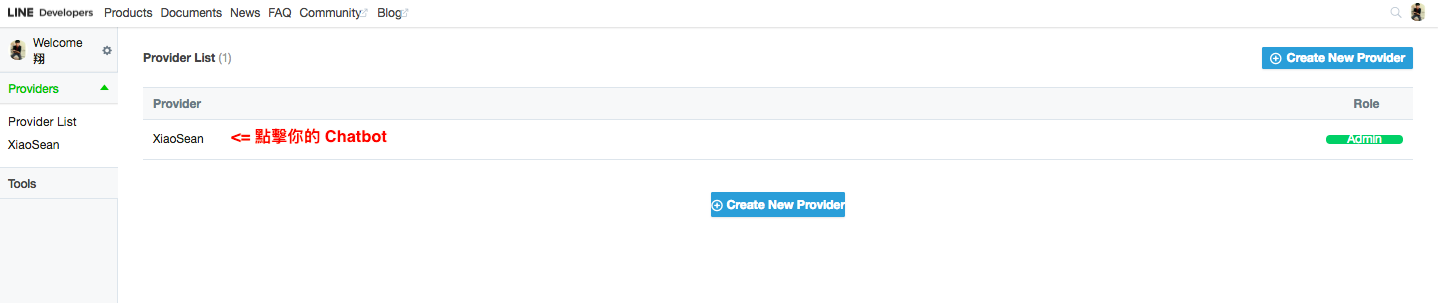 LINE Developers Products Documents News FAQ Community Blog
Welcome
翔
Providers
Provider List
XiaoSean
Tools
Provider List (1)
Create New Provider
Provider Role
XiaoSean <= 點擊你的 Chatbot Admin
Create New Provider